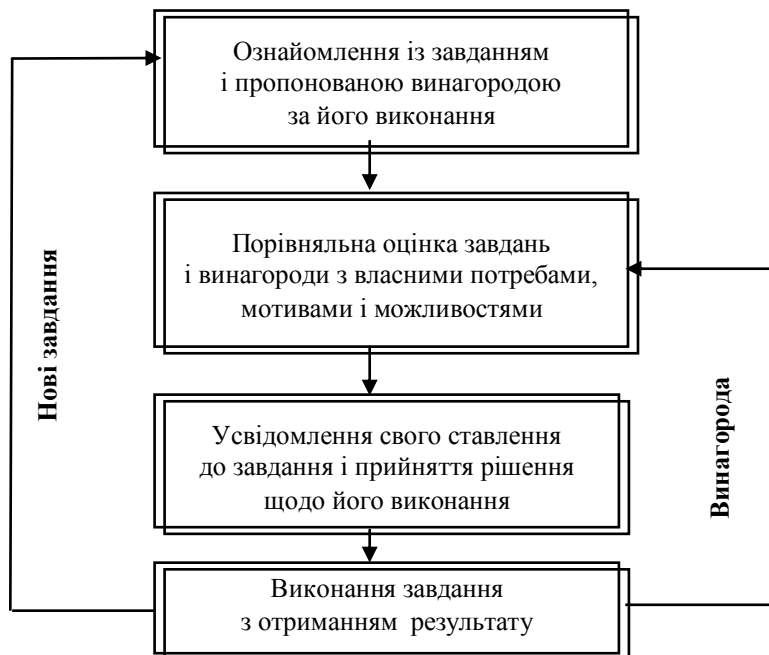 Ознайомлення із завданням
і пропонованою винагородою
за його виконання
Порівняльна оцінка завдань
і винагороди з власними потребами,
мотивами і можливостями
Нові завдання
Винагорода
Усвідомлення свого ставлення
до завдання і прийняття рішення
щодо його виконання
Виконання завдання
з отриманням результату